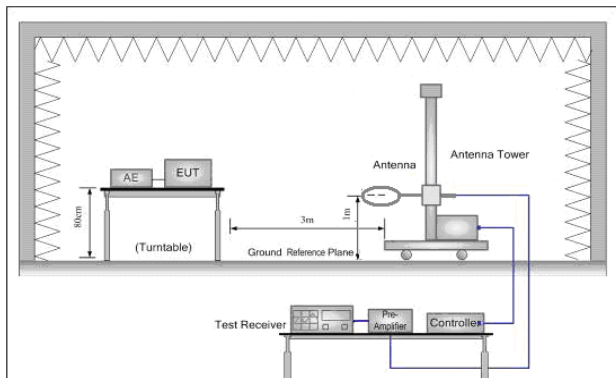 Antenna
Antenna Tower
AE
EUT
80cm
(Turntable)
3m
1m
Ground Reference Plane
Test Receiver
Pre-
Amplifier
Controller